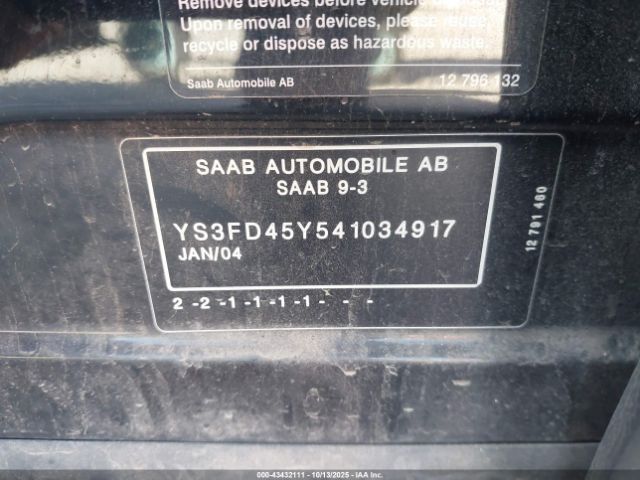 Remove devices before vehicle disposal.
Upon removal of devices, please reuse,
recycle or dispose as hazardous waste.
Saab Automobile AB 12 796 132
SAAB AUTOMOBILE AB
SAAB 9-3
YS3FD45Y541034917
JAN/04
2 -2 -1 -1 -1 -1 - - -
12 791 460
000-43432111 - 10/13/2025 - IAA Inc.